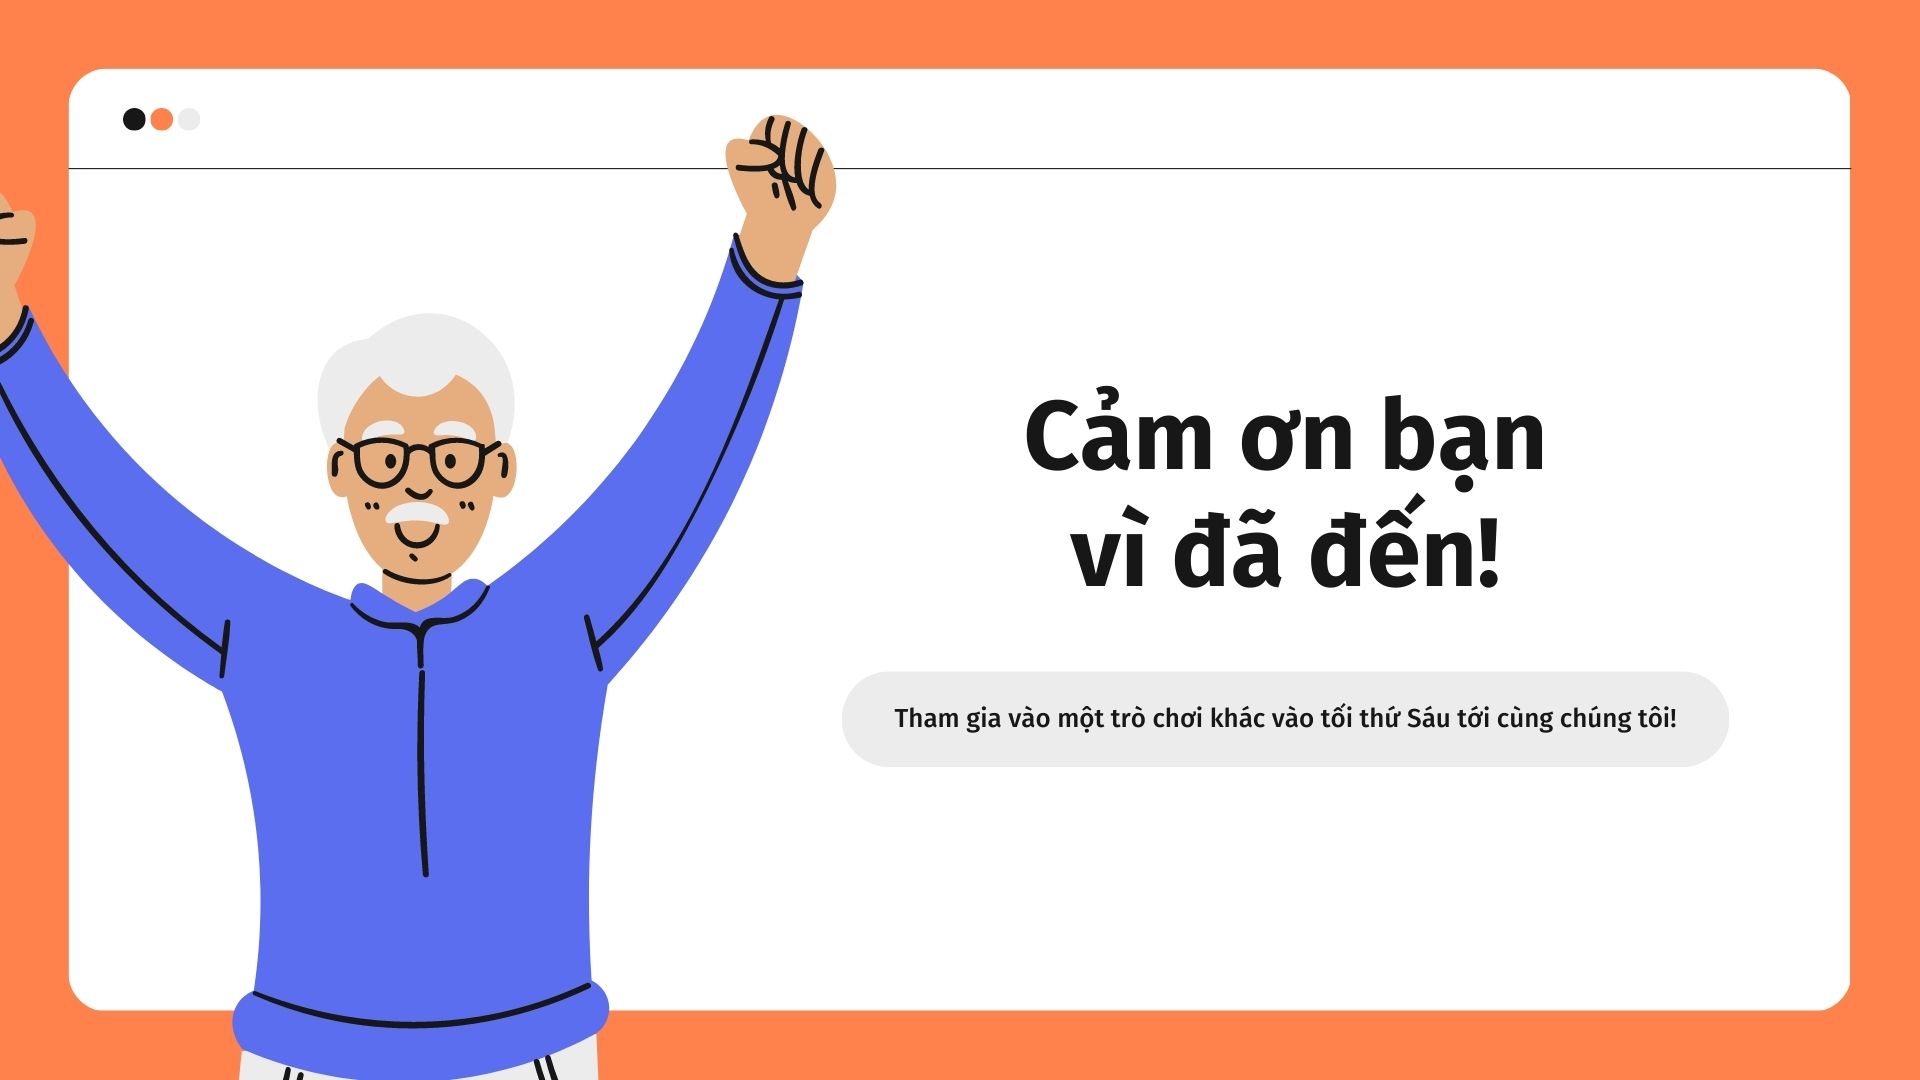 Cảm ơn bạn
vì đã đến!
Tham gia vào một trò chơi khác vào tối thứ Sáu tới cùng chúng tôi!